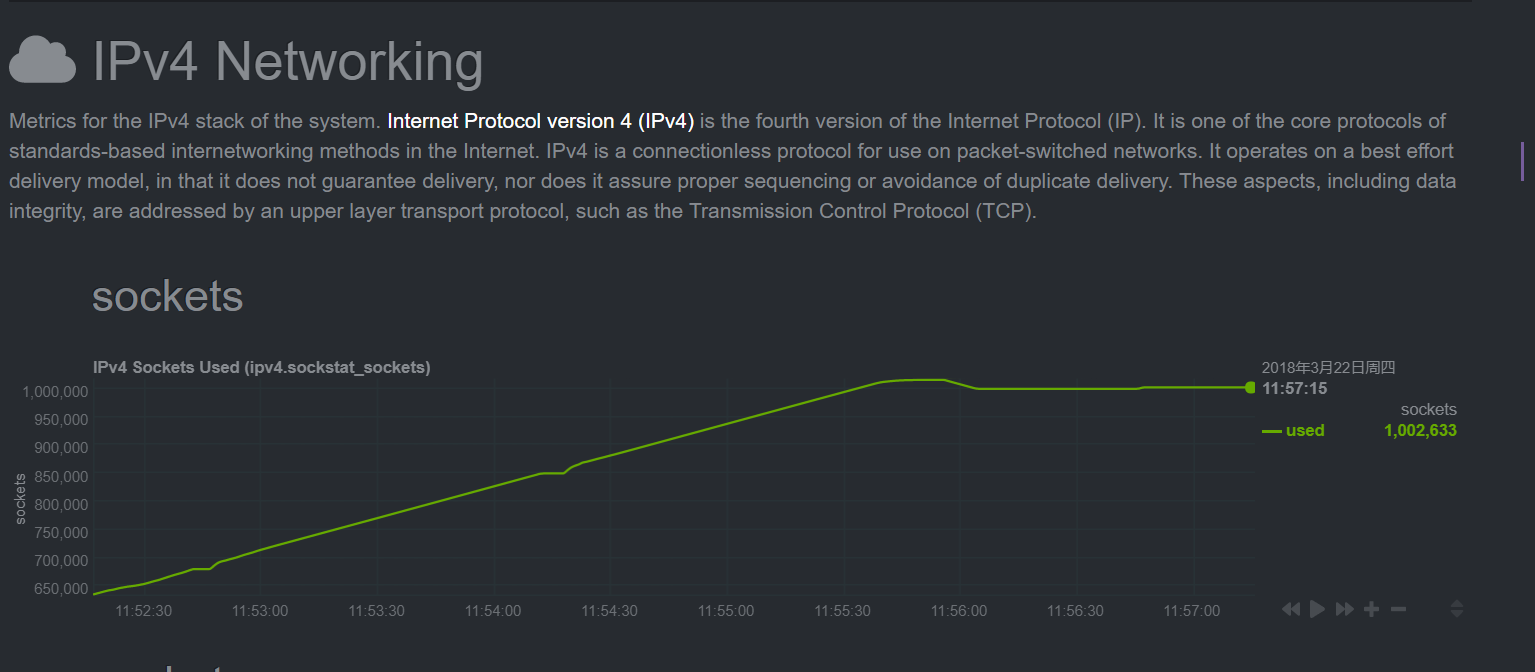 IPv4 Networking
Metrics for the IPv4 stack of the system. Internet Protocol version 4 (IPv4) is the fourth version of the Internet Protocol (IP). It is one of the core protocols of
standards-based internetworking methods in the Internet. IPv4 is a connectionless protocol for use on packet-switched networks. It operates on a best effort
delivery model, in that it does not guarantee delivery, nor does it assure proper sequencing or avoidance of duplicate delivery. These aspects, including data
integrity, are addressed by an upper layer transport protocol, such as the Transmission Control Protocol (TCP).
sockets
IPv4 Sockets Used (ipv4.sockstat_sockets)
2018年3月22日周四
11:57:15
sockets
used 1,002,633
1,000,000
950,000
900,000
850,000
800,000
750,000
700,000
650,000
sockets
11:52:30 11:53:00 11:53:30 11:54:00 11:54:30 11:55:00 11:55:30 11:56:00 11:56:30 11:57:00